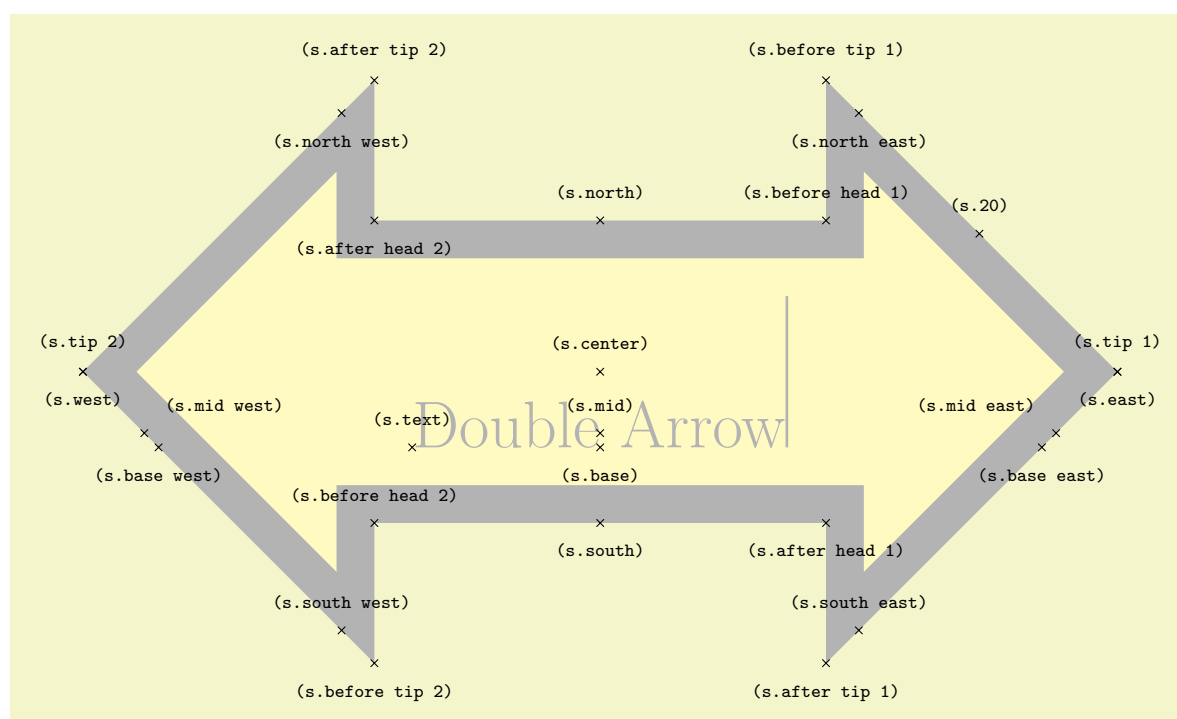 (s.after tip 2) (s.before tip 1)
(s.north west) (s.north east)
(s.north) (s.before head 1)
(s.20)
(s.after head 2)
(s.tip 2) (s.center) (s.tip 1)
(s.west) (s.east)
(s.mid west) (s.mid) (s.mid east)
(s.text)
Double Arrow
(s.base west) (s.base) (s.base east)
(s.before head 2)
(s.south) (s.after head 1)
(s.south west) (s.south east)
(s.before tip 2) (s.after tip 1)